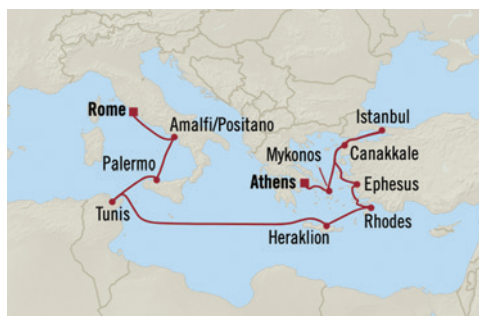 Rome
Amalfi/Positano
Istanbul
Mykonos
Canakkale
Palermo
Athens
Ephesus
Tunis
Rhodes
Heraklion